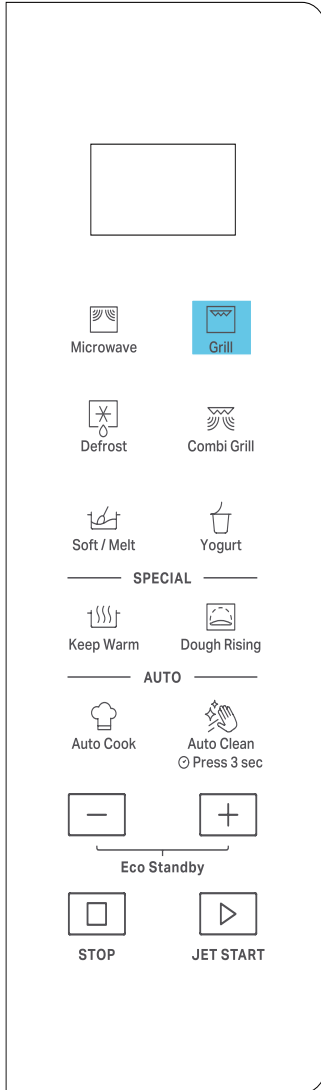 Microwave
Grill
Defrost
Combi Grill
Soft / Melt
Yogurt
SPECIAL
Keep Warm
Dough Rising
AUTO
Auto Cook
Auto Clean
Press 3 sec
Eco Standby
STOP
JET START